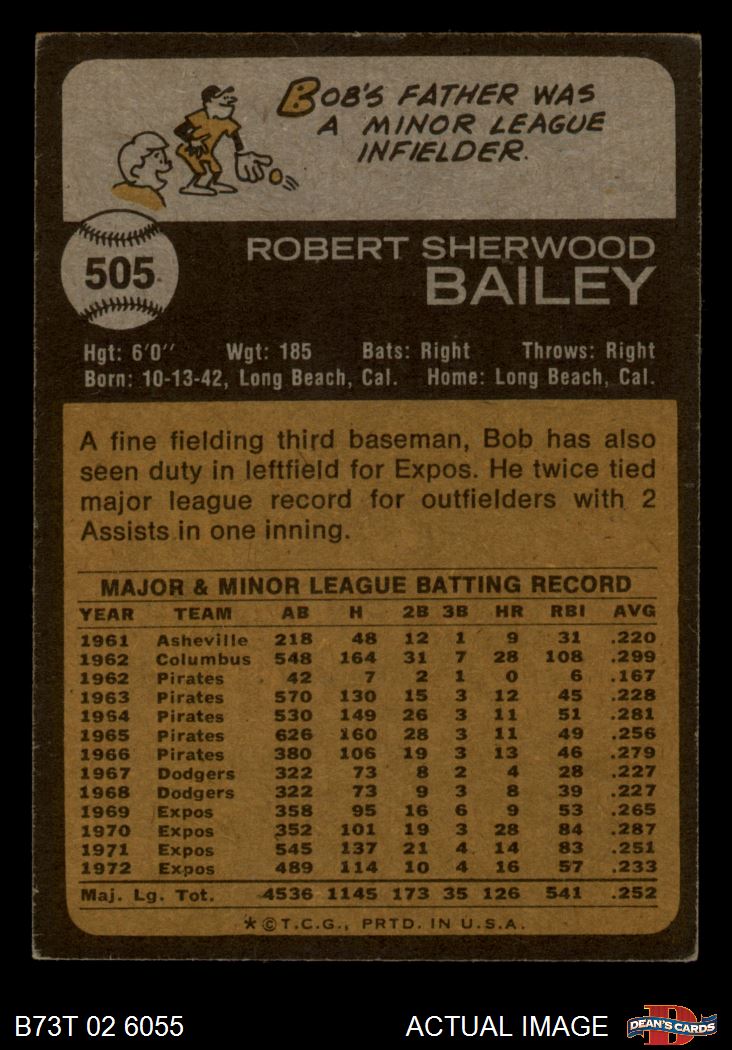 BOB'S FATHER WAS
A MINOR LEAGUE
INFIELDER.
505
ROBERT SHERWOOD
BAILEY
Hgt: 6'0" Wgt: 185 Bats: Right Throws: Right
Born: 10-13-42, Long Beach, Cal. Home: Long Beach, Cal.
A fine fielding third baseman, Bob has also
seen duty in leftfield for Expos. He twice tied
major league record for outfielders with 2
Assists in one inning.
MAJOR & MINOR LEAGUE BATTING RECORD
YEAR TEAM AB H 2B 3B HR RBI AVG
1961 Asheville 218 48 12 1 9 31 .220
1962 Columbus 548 164 31 7 28 108 .299
1962 Pirates 42 7 2 1 0 6 .167
1963 Pirates 570 130 15 3 12 45 .228
1964 Pirates 530 149 26 3 11 51 .281
1965 Pirates 626 160 28 3 11 49 .256
1966 Pirates 380 106 19 3 13 46 .279
1967 Dodgers 322 73 8 2 4 28 .227
1968 Dodgers 322 73 9 3 8 39 .227
1969 Expos 358 95 16 6 9 53 .265
1970 Expos 352 101 19 3 28 84 .287
1971 Expos 545 137 21 4 14 83 .251
1972 Expos 489 114 10 4 16 57 .233
Maj. Lg. Tot. 4536 1145 173 35 126 541 .252
*©T.C.G., PRTD. IN U.S.A.
B73T 02 6055 ACTUAL IMAGE
D
DEAN'S CARDS